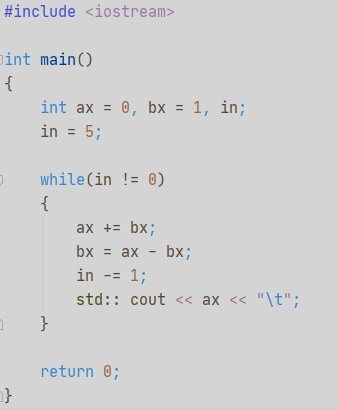 #include <iostream>
int main()
{
int ax = 0, bx = 1, in;
in = 5;
while(in != 0)
{
ax += bx;
bx = ax - bx;
in -= 1;
std:: cout << ax << "\t";
}
return 0;
}